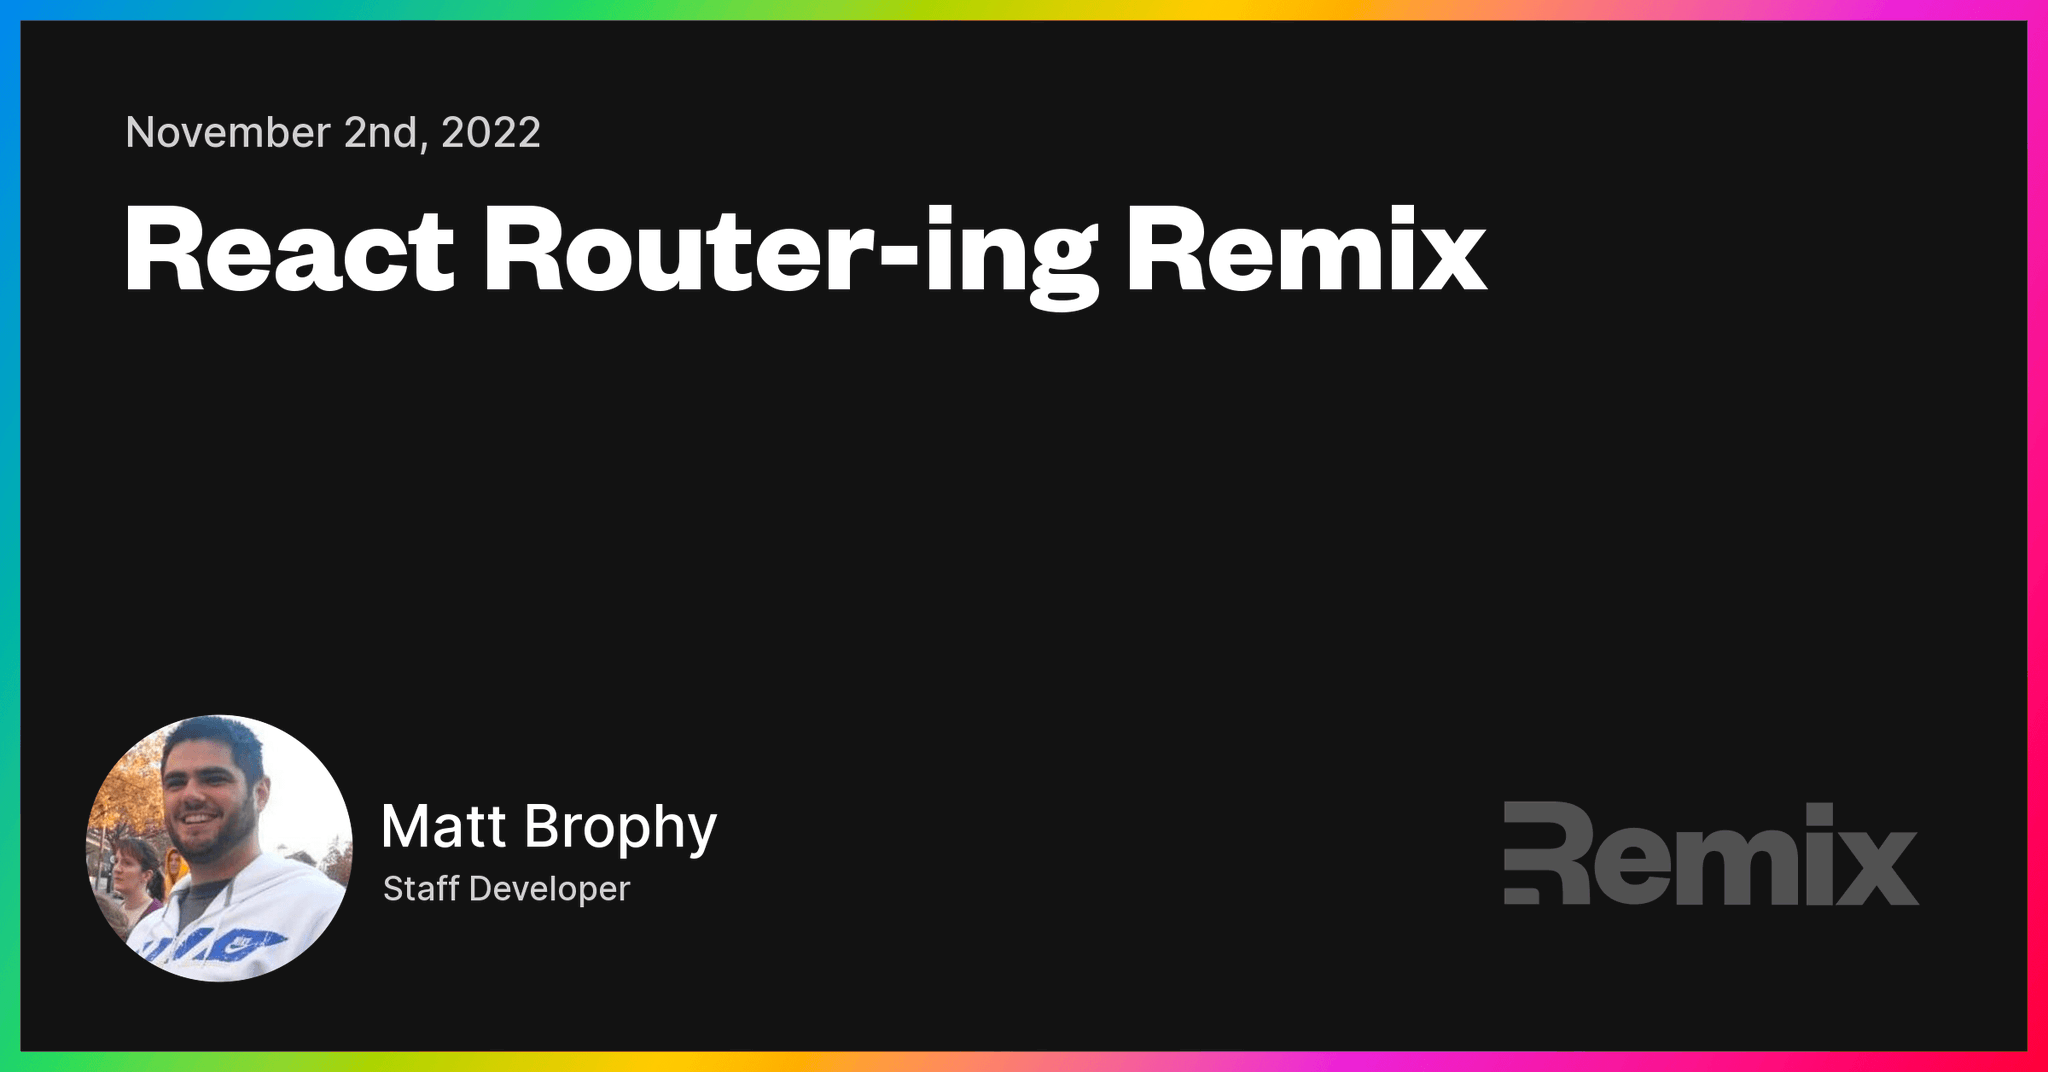 November 2nd, 2022
React Router-ing Remix
Matt Brophy
Staff Developer
Remix